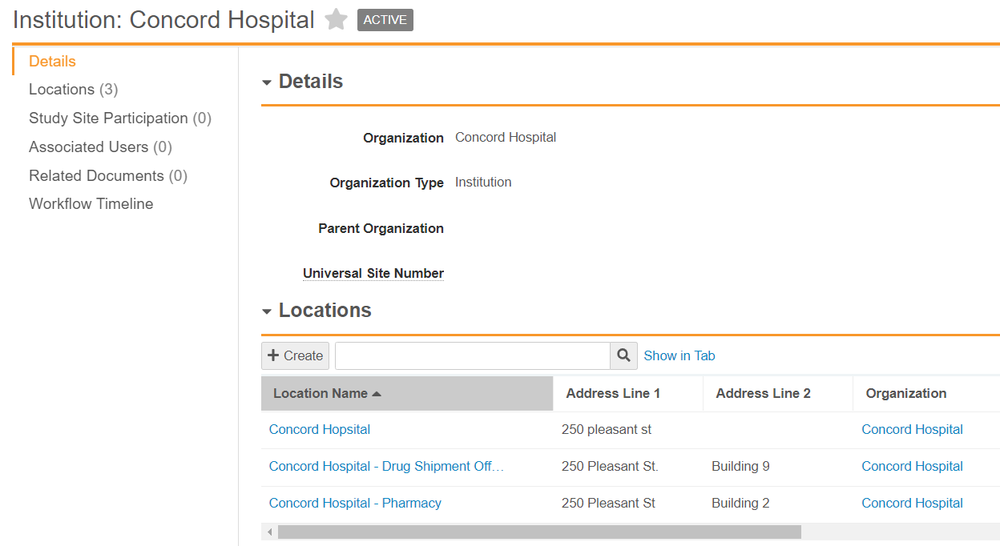 Institution: Concord Hospital ACTIVE
Details
Locations (3)
Study Site Participation (0)
Associated Users (0)
Related Documents (0)
Workflow Timeline
Details
Organization Concord Hospital
Organization Type Institution
Parent Organization
Universal Site Number
Locations
+ Create Show in Tab
Location Name Address Line 1 Address Line 2 Organization
Concord Hopsital 250 pleasant st Concord Hospital
Concord Hospital - Drug Shipment Off… 250 Pleasant St. Building 9 Concord Hospital
Concord Hospital - Pharmacy 250 Pleasant St Building 2 Concord Hospital